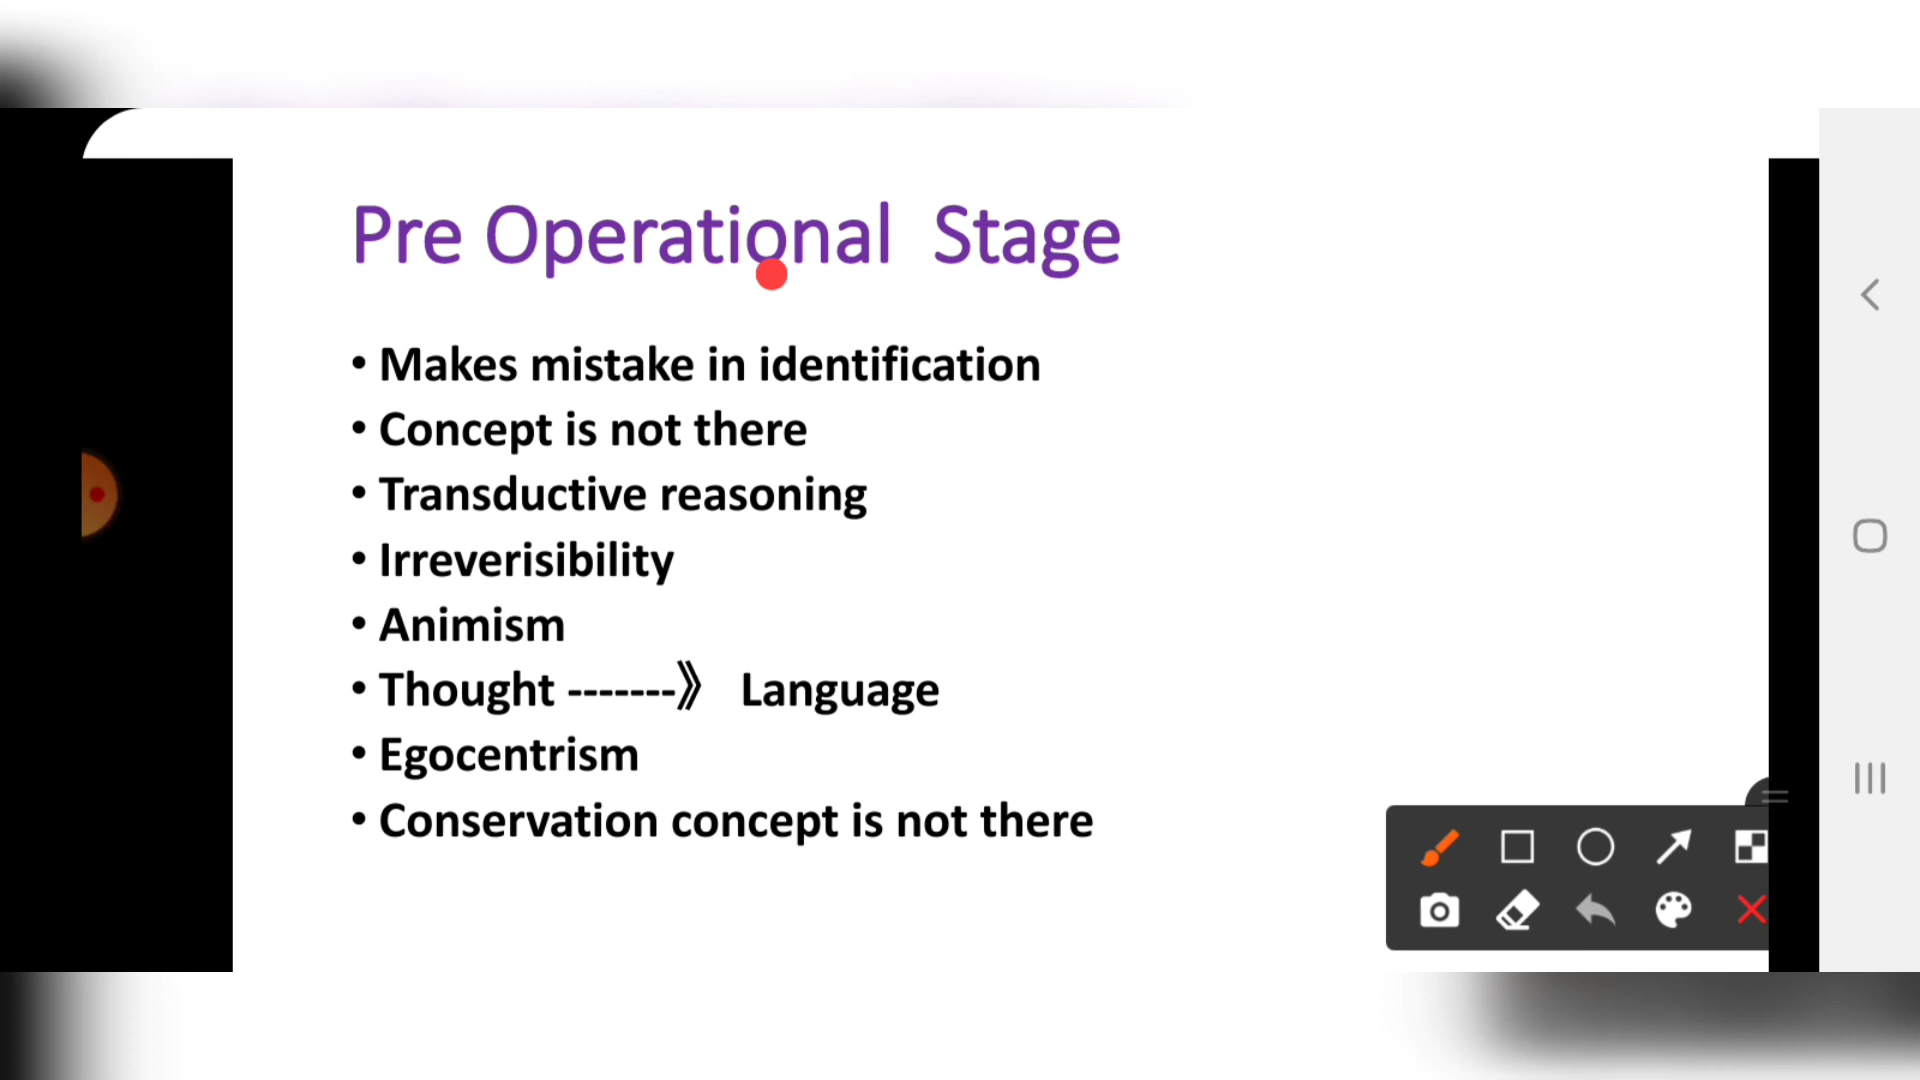 Pre Operational Stage
• Makes mistake in identification
• Concept is not there
• Transductive reasoning
• Irreverisibility
• Animism
• Thought -------》 Language
• Egocentrism
• Conservation concept is not there